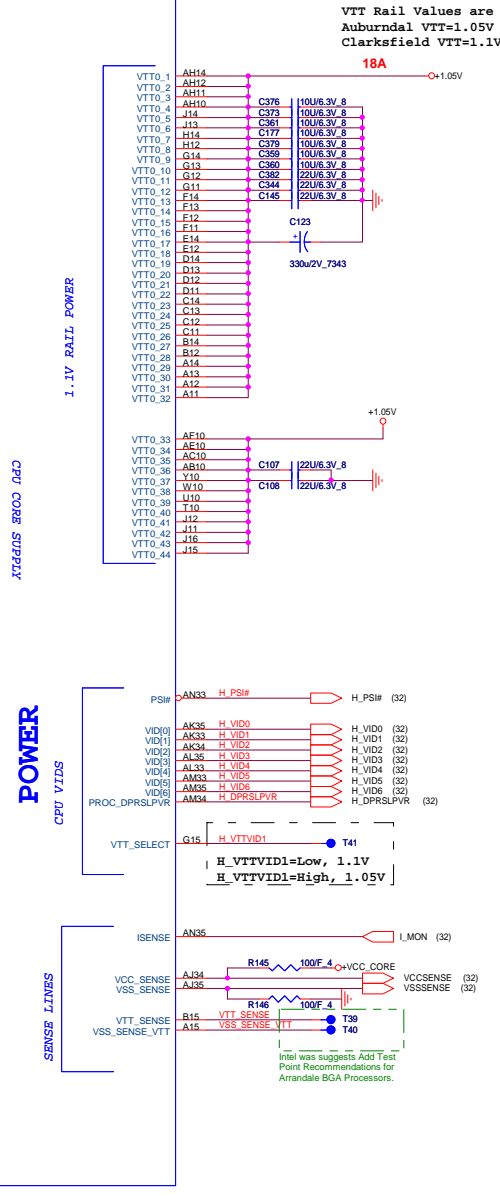 VTT Rail Values are
Auburndal VTT=1.05V
Clarksfield VTT=1.1V
18A
+1.05V
VTT0_1 AH14
VTT0_2 AH12
VTT0_3 AH11
VTT0_4 AH10 C376 10U/6.3V_8
VTT0_5 J14 C373 10U/6.3V_8
VTT0_6 J13 C361 10U/6.3V_8
VTT0_7 H14 C177 10U/6.3V_8
VTT0_8 H12 C379 10U/6.3V_8
VTT0_9 G14 C359 10U/6.3V_8
VTT0_10 G13 C360 10U/6.3V_8
VTT0_11 G12 C382 22U/6.3V_8
VTT0_12 G11 C344 22U/6.3V_8
VTT0_13 F14 C145 22U/6.3V_8
VTT0_14 F13
VTT0_15 F12
VTT0_16 F11 C123
VTT0_17 E14 +
VTT0_18 E12
VTT0_19 D14 330u/2V_7343
VTT0_20 D13
VTT0_21 D12
VTT0_22 D11
VTT0_23 C14
VTT0_24 C13
VTT0_25 C12
VTT0_26 C11
VTT0_27 B14
VTT0_28 B12
VTT0_29 A14
VTT0_30 A13
VTT0_31 A12
VTT0_32 A11
1.1V RAIL POWER
+1.05V
VTT0_33 AF10
VTT0_34 AE10
VTT0_35 AC10
VTT0_36 AB10 C107 22U/6.3V_8
VTT0_37 Y10
VTT0_38 W10 C108 22U/6.3V_8
VTT0_39 U10
VTT0_40 T10
VTT0_41 J12
VTT0_42 J11
VTT0_43 J16
VTT0_44 J15
CPU CORE SUPPLY
POWER
CPU VIDS
PSI# AN33 H_PSI# H_PSI# (32)
VID[0] AK35 H_VID0 H_VID0 (32)
VID[1] AK33 H_VID1 H_VID1 (32)
VID[2] AK34 H_VID2 H_VID2 (32)
VID[3] AL35 H_VID3 H_VID3 (32)
VID[4] AL33 H_VID4 H_VID4 (32)
VID[5] AM33 H_VID5 H_VID5 (32)
VID[6] AM35 H_VID6 H_VID6 (32)
PROC_DPRSLPVR AM34 H_DPRSLPVR H_DPRSLPVR (32)
VTT_SELECT G15 H_VTTVID1 T41
H_VTTVID1=Low, 1.1V
H_VTTVID1=High, 1.05V
SENSE LINES
ISENSE AN35 I_MON (32)
R145 100/F_4 +VCC_CORE
VCC_SENSE AJ34 VCCSENSE (32)
VSS_SENSE AJ35 VSSSENSE (32)
R146 100/F_4
VTT_SENSE B15 VTT_SENSE T39
VSS_SENSE_VTT A15 VSS_SENSE_VTT T40
Intel was suggests Add Test
Point Recommendations for
Arrandale BGA Processors.